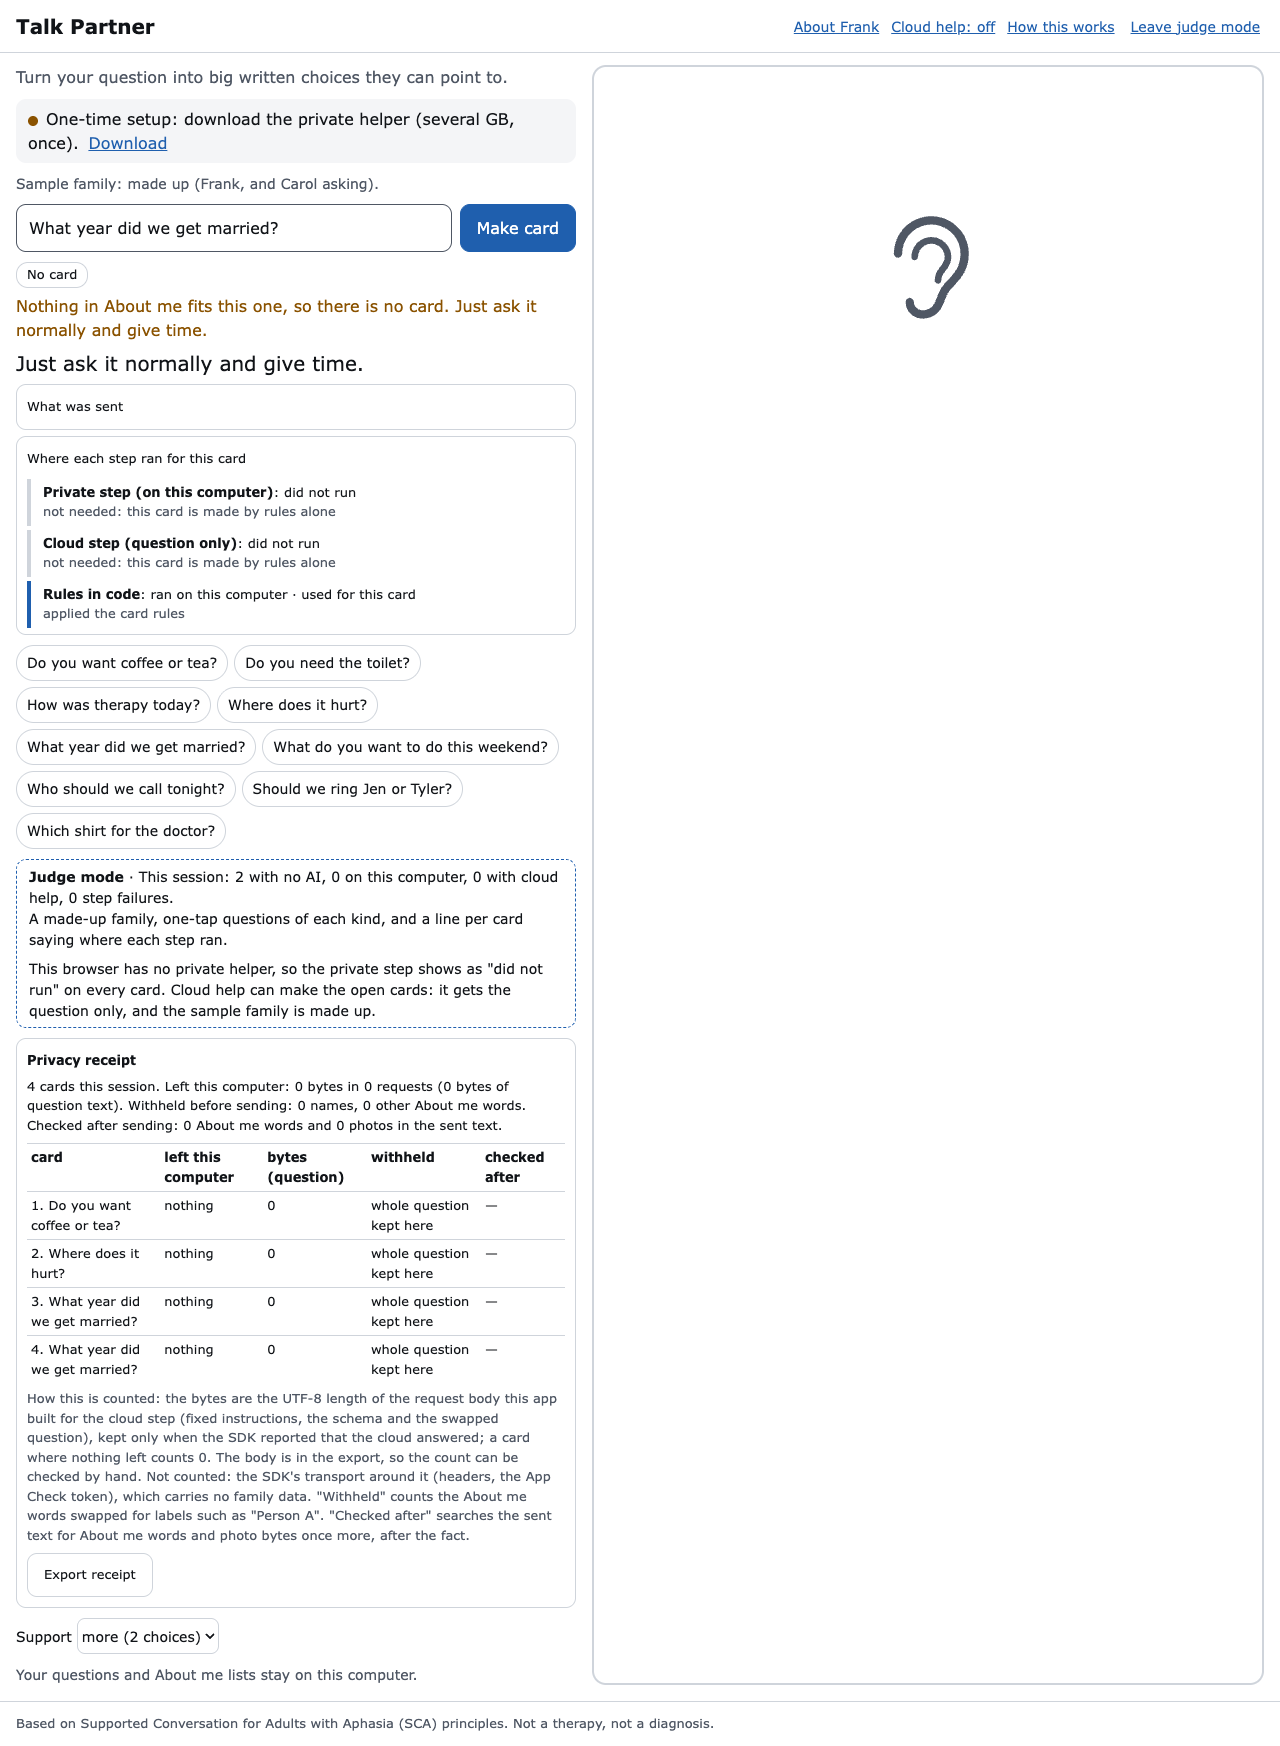 Talk Partner
About Frank Cloud help: off How this works Leave judge mode
Turn your question into big written choices they can point to.
One-time setup: download the private helper (several GB,
once). Download
Sample family: made up (Frank, and Carol asking).
What year did we get married? Make card
No card
Nothing in About me fits this one, so there is no card. Just ask it
normally and give time.
Just ask it normally and give time.
What was sent
Where each step ran for this card
Private step (on this computer): did not run
not needed: this card is made by rules alone
Cloud step (question only): did not run
not needed: this card is made by rules alone
Rules in code: ran on this computer · used for this card
applied the card rules
Do you want coffee or tea? Do you need the toilet?
How was therapy today? Where does it hurt?
What year did we get married? What do you want to do this weekend?
Who should we call tonight? Should we ring Jen or Tyler?
Which shirt for the doctor?
Judge mode · This session: 2 with no AI, 0 on this computer, 0 with cloud
help, 0 step failures.
A made-up family, one-tap questions of each kind, and a line per card
saying where each step ran.
This browser has no private helper, so the private step shows as "did not
run" on every card. Cloud help can make the open cards: it gets the
question only, and the sample family is made up.
Privacy receipt
4 cards this session. Left this computer: 0 bytes in 0 requests (0 bytes of
question text). Withheld before sending: 0 names, 0 other About me words.
Checked after sending: 0 About me words and 0 photos in the sent text.
card left this bytes withheld checked
computer (question) after
1. Do you want nothing 0 whole question —
coffee or tea? kept here
2. Where does it nothing 0 whole question —
hurt? kept here
3. What year did nothing 0 whole question —
we get married? kept here
4. What year did nothing 0 whole question —
we get married? kept here
How this is counted: the bytes are the UTF-8 length of the request body this app
built for the cloud step (fixed instructions, the schema and the swapped
question), kept only when the SDK reported that the cloud answered; a card
where nothing left counts 0. The body is in the export, so the count can be
checked by hand. Not counted: the SDK's transport around it (headers, the App
Check token), which carries no family data. "Withheld" counts the About me
words swapped for labels such as "Person A". "Checked after" searches the sent
text for About me words and photo bytes once more, after the fact.
Export receipt
Support more (2 choices)
Your questions and About me lists stay on this computer.
Based on Supported Conversation for Adults with Aphasia (SCA) principles. Not a therapy, not a diagnosis.